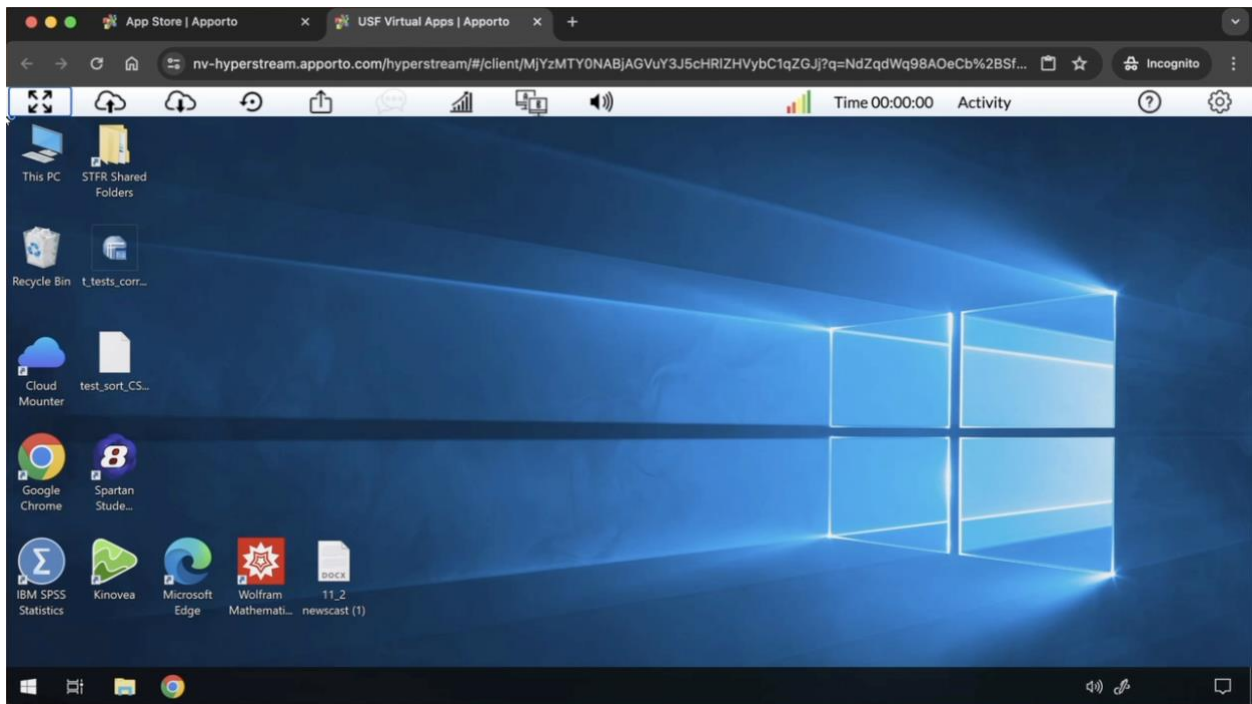 App Store | Apporto
USF Virtual Apps | Apporto
nv-hyperstream.apporto.com/hyperstream/#/client/MjYzMTY0NABjAGVuY3J5cHRlZHVybC1qZGJj?q=NdZqdWq98AOeCb%2BSf...
Incognito
Time 00:00:00
Activity
This PC
STFR Shared
Folders
Recycle Bin
t_tests_corr...
Cloud
Mounter
test_sort_CS...
Google
Chrome
Spartan
Stude...
IBM SPSS
Statistics
Kinovea
Microsoft
Edge
Wolfram
Mathemati...
DOCX
11_2
newscast (1)